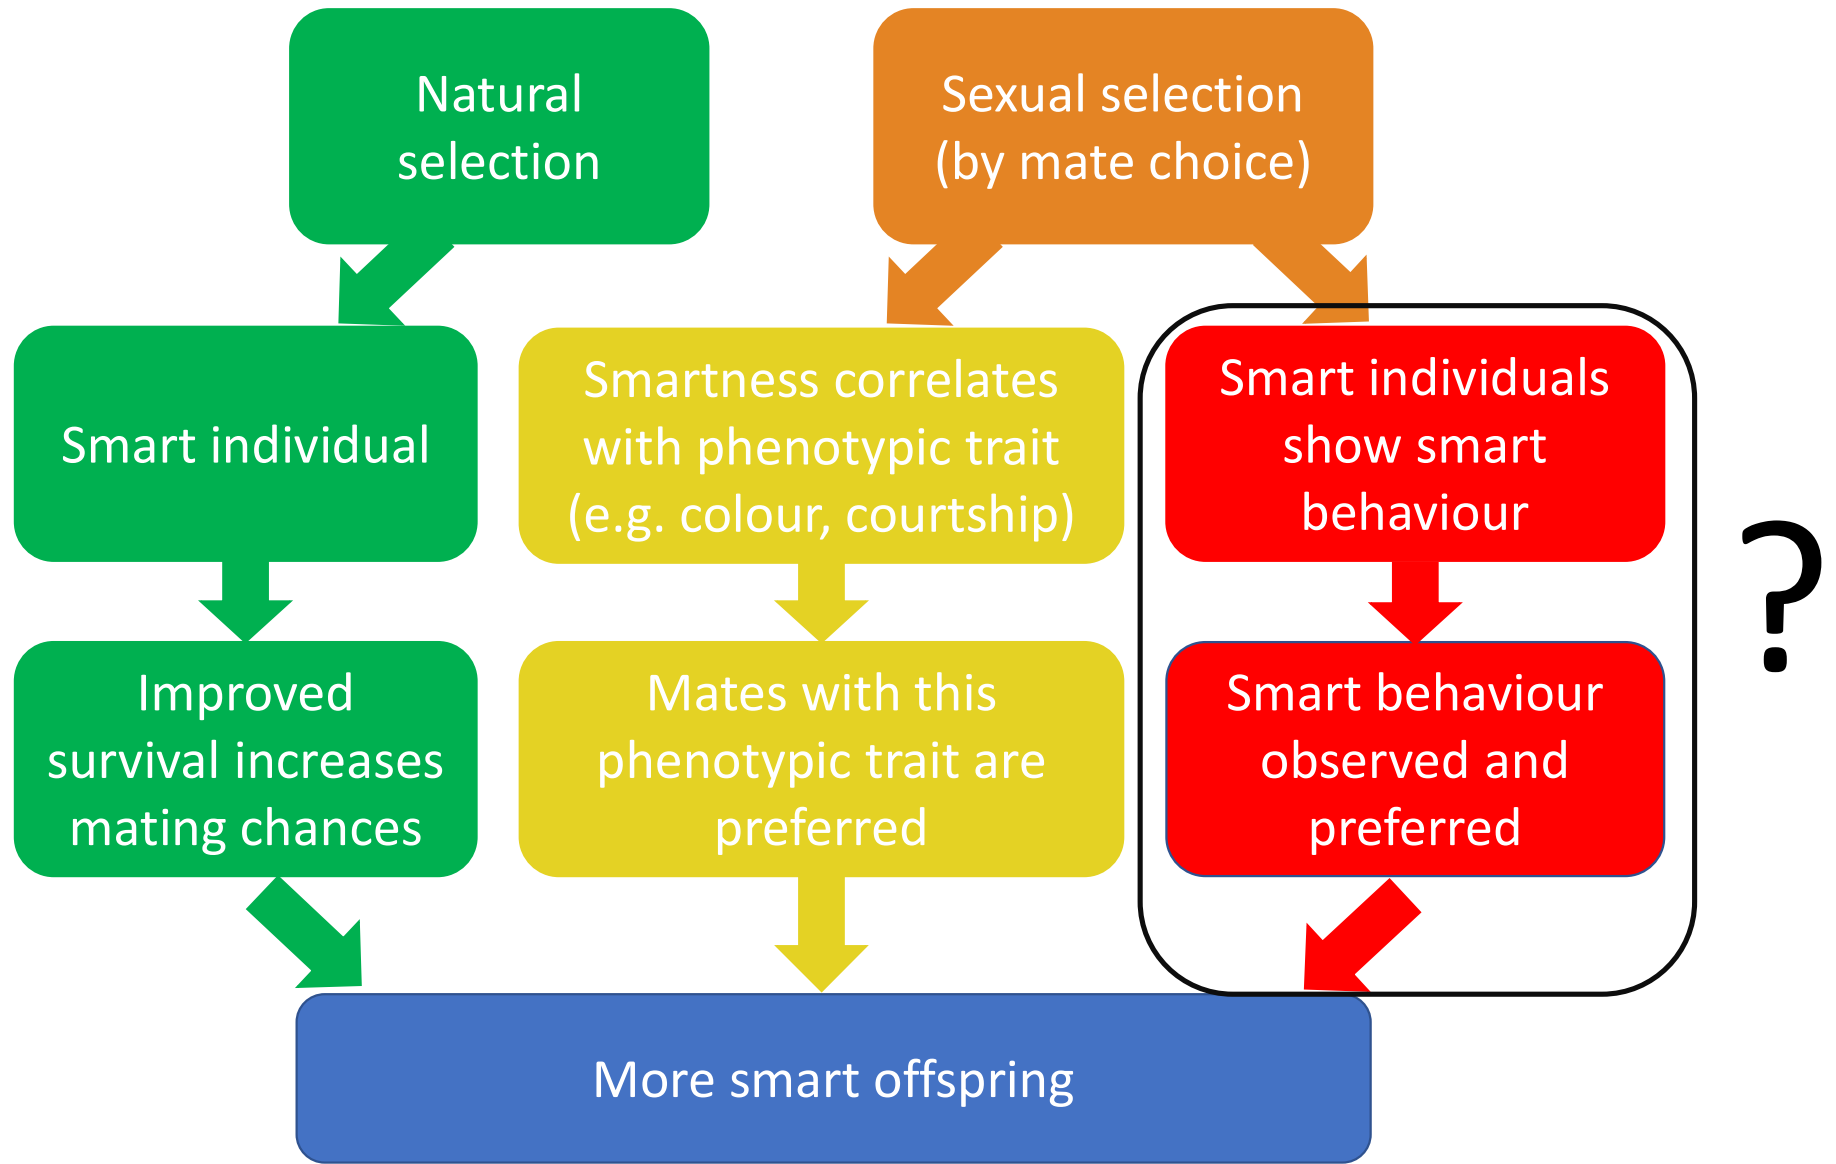 Natural
selection
Sexual selection
(by mate choice)
Smart individual
Smartness correlates
with phenotypic trait
(e.g. colour, courtship)
Smart individuals
show smart
behaviour
Improved
survival increases
mating chances
Mates with this
phenotypic trait are
preferred
Smart behaviour
observed and
preferred
?
More smart offspring